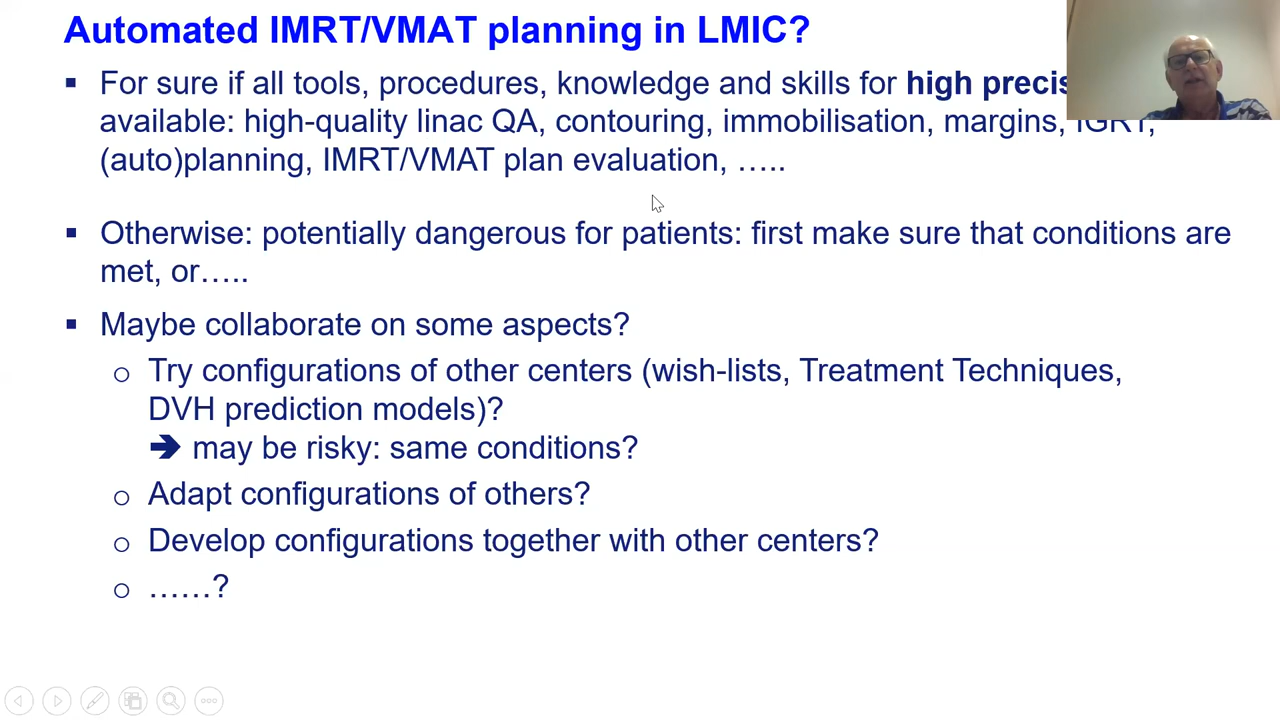 Automated IMRT/VMAT planning in LMIC?
▪ For sure if all tools, procedures, knowledge and skills for high
available: high-quality linac QA, contouring, immobilisation, margins, IGRT,
(auto)planning, IMRT/VMAT plan evaluation, …..
▪ Otherwise: potentially dangerous for patients: first make sure that conditions are
met, or…..
▪ Maybe collaborate on some aspects?
o Try configurations of other centers (wish-lists, Treatment Techniques,
DVH prediction models)?
➔ may be risky: same conditions?
o Adapt configurations of others?
o Develop configurations together with other centers?
o ……?